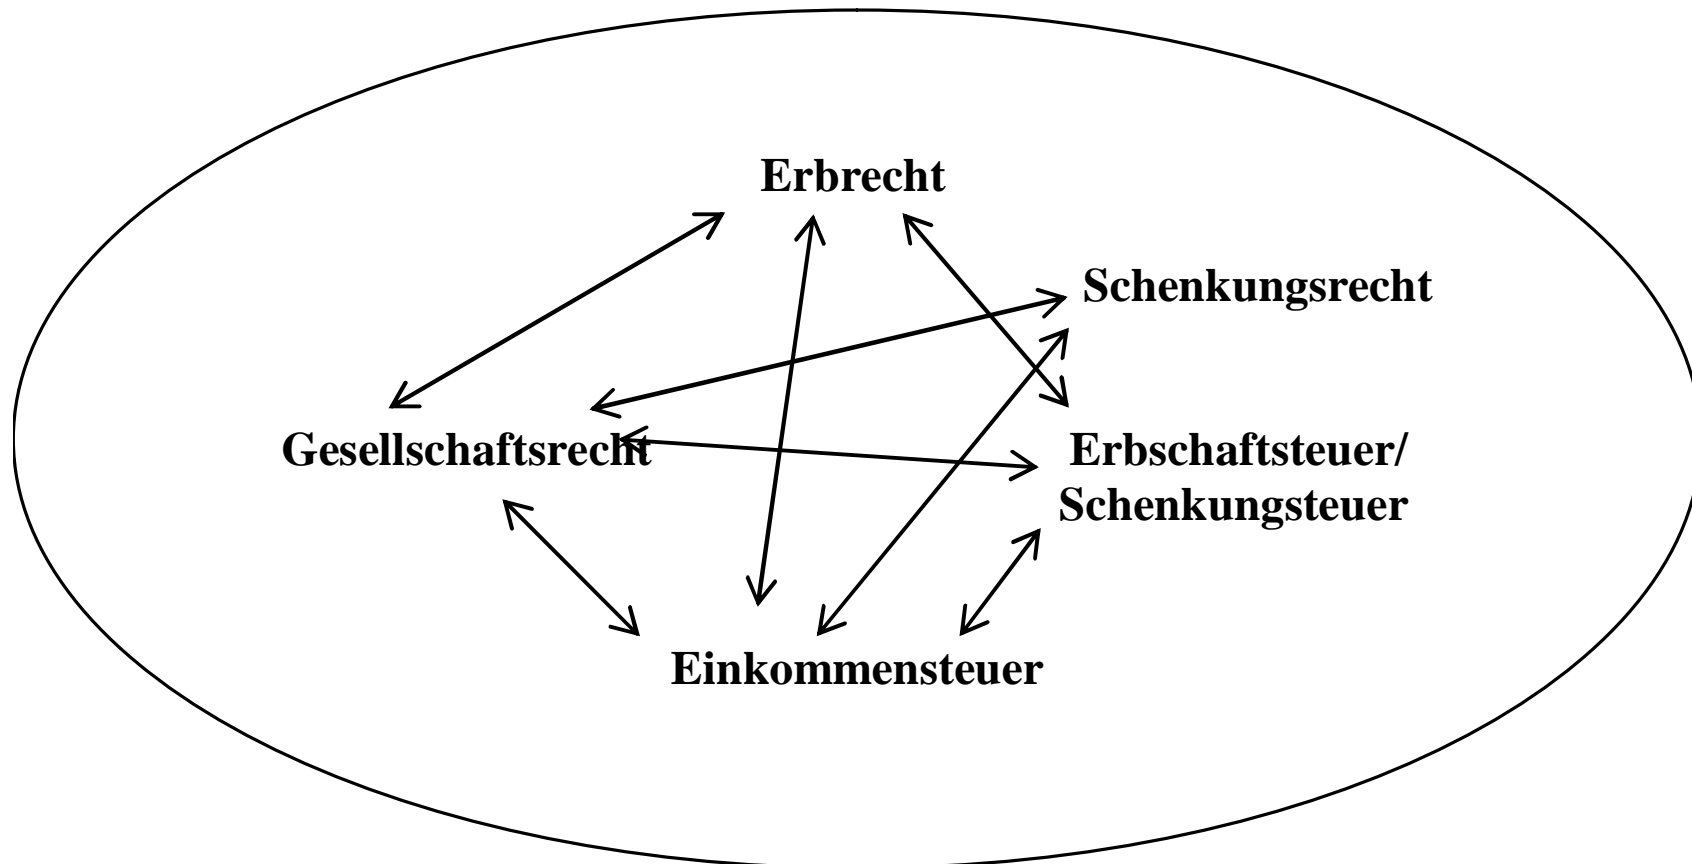 Erbrecht
Schenkungsrecht
Gesellschaftsrecht
Erbschaftsteuer/
Schenkungsteuer
Einkommensteuer